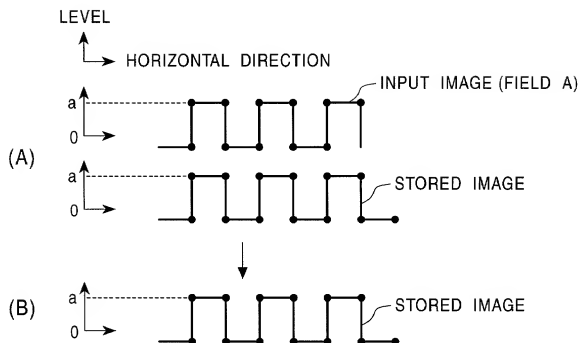 LEVEL
HORIZONTAL DIRECTION
INPUT IMAGE (FIELD A)
a
0
(A)
a
STORED IMAGE
0
a
(B)
STORED IMAGE
0